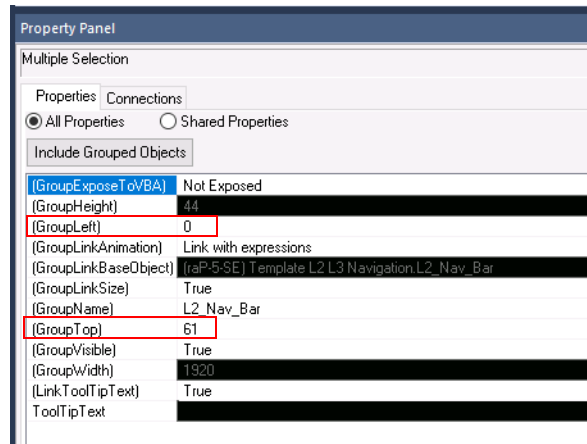 Property Panel
Multiple Selection
Properties Connections
All Properties Shared Properties
Include Grouped Objects
(GroupExposeToVBA) Not Exposed
(GroupHeight) 44
(GroupLeft) 0
(GroupLinkAnimation) Link with expressions
(GroupLinkBaseObject) (raP-5-SE) Template L2 L3 Navigation.L2_Nav_Bar
(GroupLinkSize) True
(GroupName) L2_Nav_Bar
(GroupTop) 61
(GroupVisible) True
(GroupWidth) 1920
(LinkToolTipText) True
ToolTipText